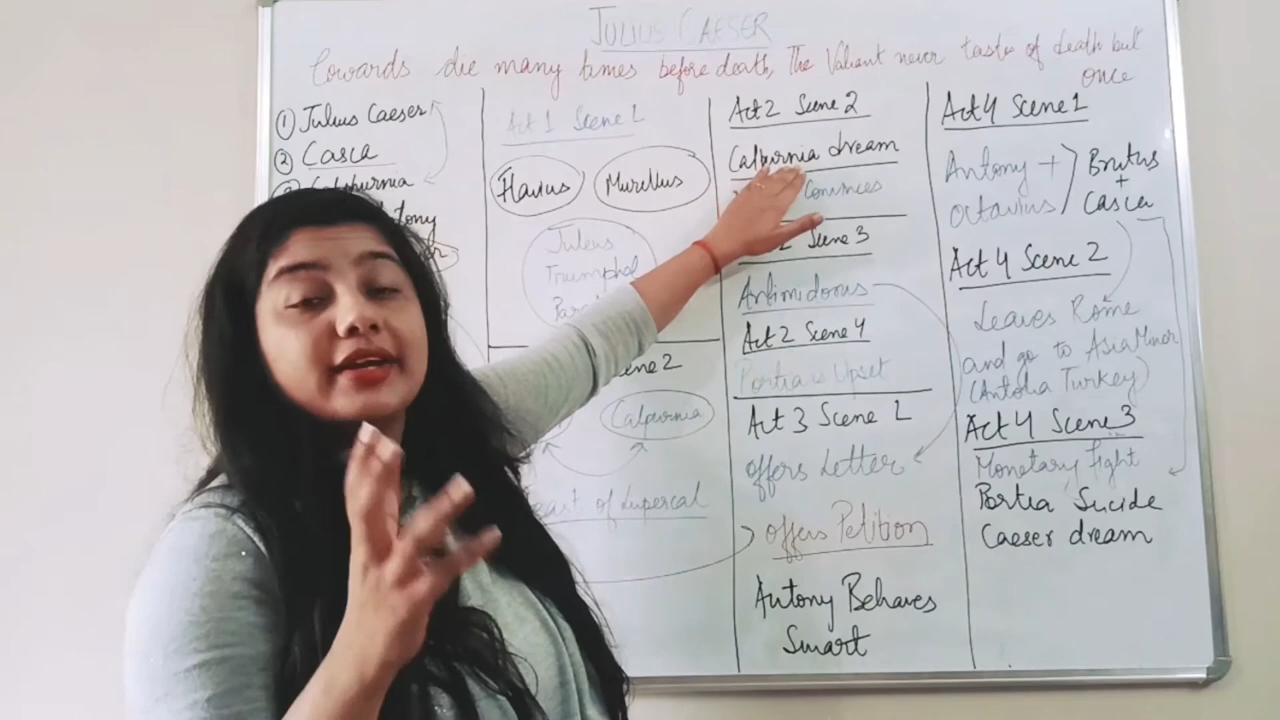 JULIUS CAESER
Cowards die many times before death, The Valiant never taste of death but
once
① Julius Caeser
② Casca
Calpurnia
Act 1 Scene 1
Flavius
Murellus
Julius
Triumphal
Calpurnia
of Lupercal
Act 2 Scene 2
Calpurnia dream
Convinces
Scene 3
Artimidorus
Act 2 Scene 4
Portia is Upset
Act 3 Scene 1
offers Letter
offers Petition
Antony Behaves
Smart
Act 4 Scene 1
Antony +
Octavius
Brutus
+
Casca
Act 4 Scene 2
Leaves Rome
and go to Asia Minor
(Antolia Turkey)
Act 4 Scene 3
Monetary Fight
Portia Suicide
Caeser dream